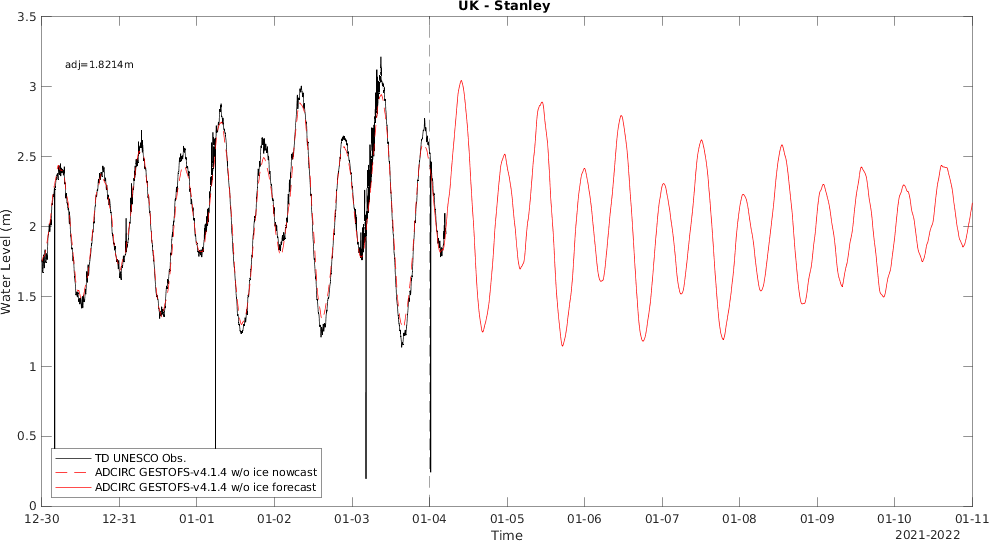 UK - Stanley
adj=1.8214m
3.5
3
2.5
2
1.5
1
0.5
0
Water Level (m)
TD UNESCO Obs.
ADCIRC GESTOFS-v4.1.4 w/o ice nowcast
ADCIRC GESTOFS-v4.1.4 w/o ice forecast
12-30 12-31 01-01 01-02 01-03 01-04 01-05 01-06 01-07 01-08 01-09 01-10 01-11
Time
2021-2022